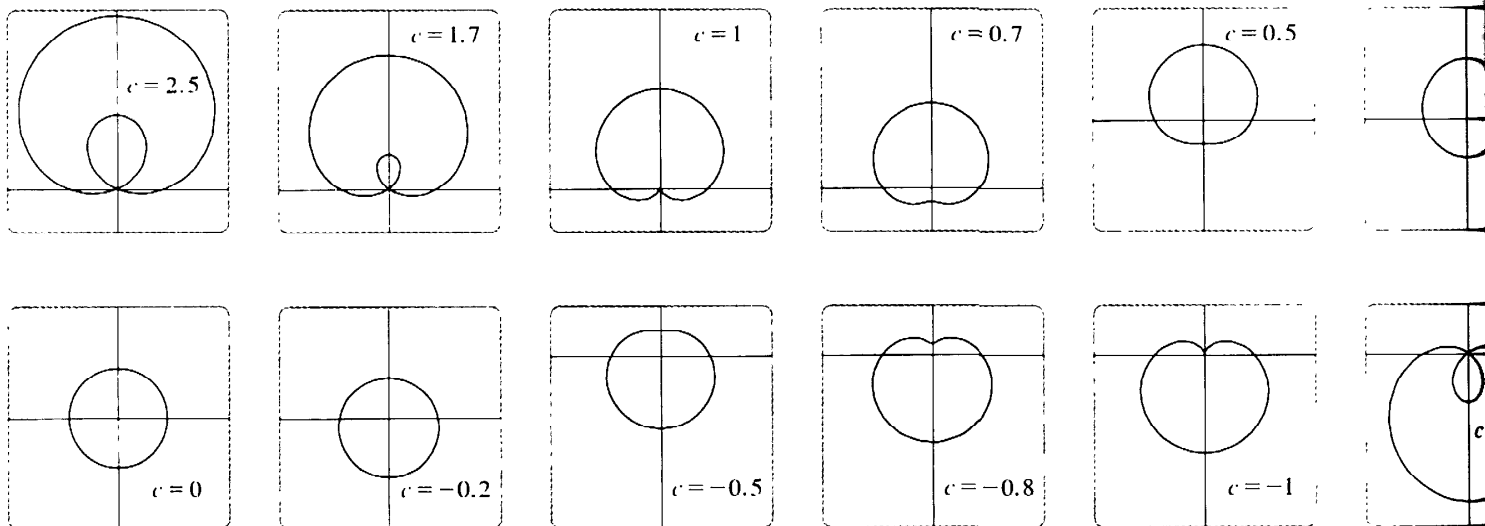 c = 2.5
c = 1.7
c = 1
c = 0.7
c = 0.5
c = 0
c = −0.2
c = −0.5
c = −0.8
c = −1
c